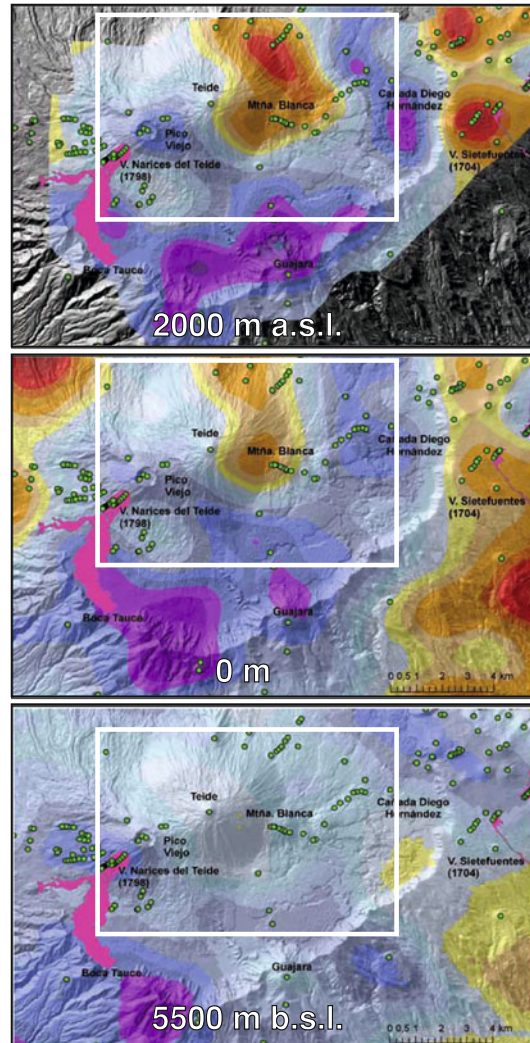 Teide
Mtña. Blanca
Cañada Diego
Hernández
Pico
Viejo
V. Narices del Teide
(1798)
V. Sietefuentes
(1704)
Boca Tauce
Guajara
2000 m a.s.l.
Teide
Mtña. Blanca
Cañada Diego
Hernández
Pico
Viejo
V. Narices del Teide
(1798)
V. Sietefuentes
(1704)
Boca Tauce
Guajara
0 m
0 0,5 1 2 3 4 km
Teide
Mtña. Blanca
Cañada Diego
Hernández
Pico
Viejo
V. Narices del Teide
(1798)
V. Sietefuentes
(1704)
Boca Tauce
Guajara
5500 m b.s.l.
0 0,5 1 2 3 4 km